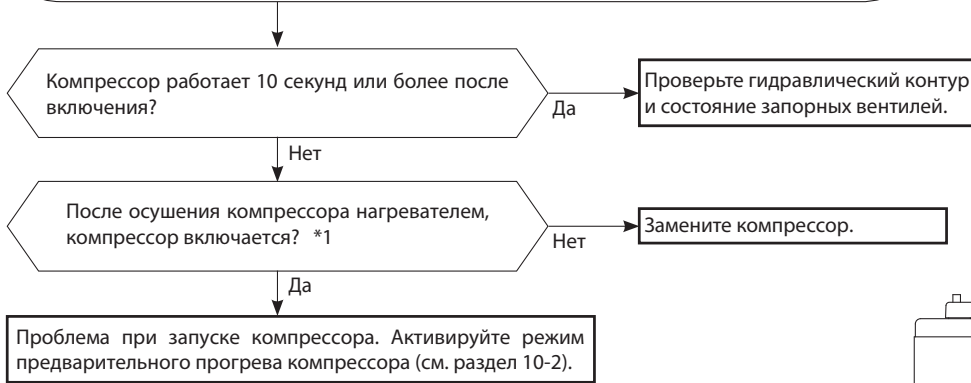 Компрессор работает 10 секунд или более после
включения?
Да
Проверьте гидравлический контур
и состояние запорных вентилей.
Нет
После осушения компрессора нагревателем,
компрессор включается? *1
Нет
Замените компрессор.
Да
Проблема при запуске компрессора. Активируйте режим
предварительного прогрева компрессора (см. раздел 10-2).